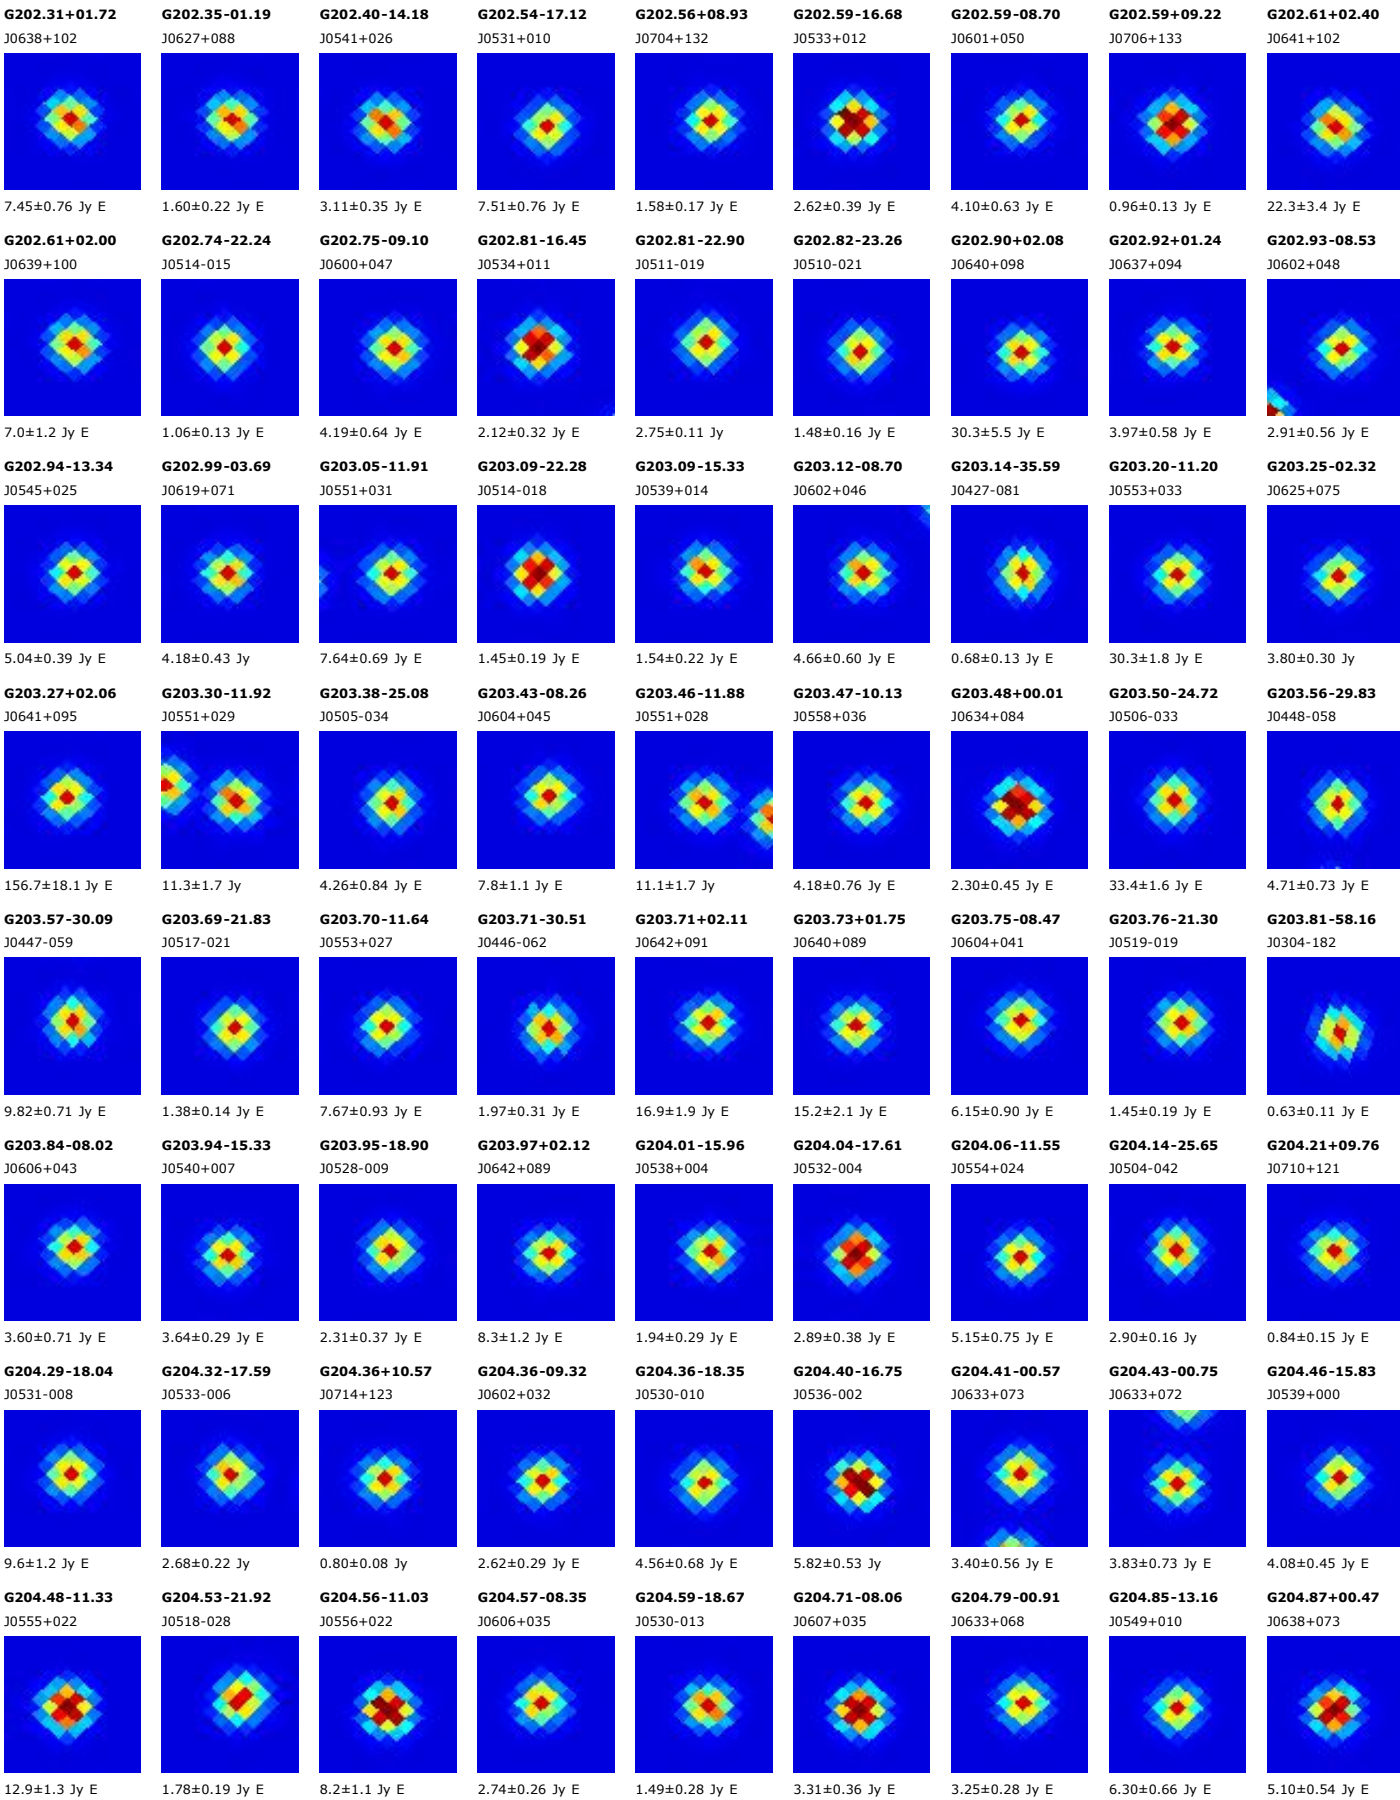 G202.31+01.72 G202.35-01.19 G202.40-14.18 G202.54-17.12 G202.56+08.93 G202.59-16.68 G202.59-08.70 G202.59+09.22 G202.61+02.40
J0638+102 J0627+088 J0541+026 J0531+010 J0704+132 J0533+012 J0601+050 J0706+133 J0641+102
7.45±0.76 Jy E 1.60±0.22 Jy E 3.11±0.35 Jy E 7.51±0.76 Jy E 1.58±0.17 Jy E 2.62±0.39 Jy E 4.10±0.63 Jy E 0.96±0.13 Jy E 22.3±3.4 Jy E
G202.61+02.00 G202.74-22.24 G202.75-09.10 G202.81-16.45 G202.81-22.90 G202.82-23.26 G202.90+02.08 G202.92+01.24 G202.93-08.53
J0639+100 J0514-015 J0600+047 J0534+011 J0511-019 J0510-021 J0640+098 J0637+094 J0602+048
7.0±1.2 Jy E 1.06±0.13 Jy E 4.19±0.64 Jy E 2.12±0.32 Jy E 2.75±0.11 Jy 1.48±0.16 Jy E 30.3±5.5 Jy E 3.97±0.58 Jy E 2.91±0.56 Jy E
G202.94-13.34 G202.99-03.69 G203.05-11.91 G203.09-22.28 G203.09-15.33 G203.12-08.70 G203.14-35.59 G203.20-11.20 G203.25-02.32
J0545+025 J0619+071 J0551+031 J0514-018 J0539+014 J0602+046 J0427-081 J0553+033 J0625+075
5.04±0.39 Jy E 4.18±0.43 Jy 7.64±0.69 Jy E 1.45±0.19 Jy E 1.54±0.22 Jy E 4.66±0.60 Jy E 0.68±0.13 Jy E 30.3±1.8 Jy E 3.80±0.30 Jy
G203.27+02.06 G203.30-11.92 G203.38-25.08 G203.43-08.26 G203.46-11.88 G203.47-10.13 G203.48+00.01 G203.50-24.72 G203.56-29.83
J0641+095 J0551+029 J0505-034 J0604+045 J0551+028 J0558+036 J0634+084 J0506-033 J0448-058
156.7±18.1 Jy E 11.3±1.7 Jy 4.26±0.84 Jy E 7.8±1.1 Jy E 11.1±1.7 Jy 4.18±0.76 Jy E 2.30±0.45 Jy E 33.4±1.6 Jy E 4.71±0.73 Jy E
G203.57-30.09 G203.69-21.83 G203.70-11.64 G203.71-30.51 G203.71+02.11 G203.73+01.75 G203.75-08.47 G203.76-21.30 G203.81-58.16
J0447-059 J0517-021 J0553+027 J0446-062 J0642+091 J0640+089 J0604+041 J0519-019 J0304-182
9.82±0.71 Jy E 1.38±0.14 Jy E 7.67±0.93 Jy E 1.97±0.31 Jy E 16.9±1.9 Jy E 15.2±2.1 Jy E 6.15±0.90 Jy E 1.45±0.19 Jy E 0.63±0.11 Jy E
G203.84-08.02 G203.94-15.33 G203.95-18.90 G203.97+02.12 G204.01-15.96 G204.04-17.61 G204.06-11.55 G204.14-25.65 G204.21+09.76
J0606+043 J0540+007 J0528-009 J0642+089 J0538+004 J0532-004 J0554+024 J0504-042 J0710+121
3.60±0.71 Jy E 3.64±0.29 Jy E 2.31±0.37 Jy E 8.3±1.2 Jy E 1.94±0.29 Jy E 2.89±0.38 Jy E 5.15±0.75 Jy E 2.90±0.16 Jy 0.84±0.15 Jy E
G204.29-18.04 G204.32-17.59 G204.36+10.57 G204.36-09.32 G204.36-18.35 G204.40-16.75 G204.41-00.57 G204.43-00.75 G204.46-15.83
J0531-008 J0533-006 J0714+123 J0602+032 J0530-010 J0536-002 J0633+073 J0633+072 J0539+000
9.6±1.2 Jy E 2.68±0.22 Jy 0.80±0.08 Jy 2.62±0.29 Jy E 4.56±0.68 Jy E 5.82±0.53 Jy 3.40±0.56 Jy E 3.83±0.73 Jy E 4.08±0.45 Jy E
G204.48-11.33 G204.53-21.92 G204.56-11.03 G204.57-08.35 G204.59-18.67 G204.71-08.06 G204.79-00.91 G204.85-13.16 G204.87+00.47
J0555+022 J0518-028 J0556+022 J0606+035 J0530-013 J0607+035 J0633+068 J0549+010 J0638+073
12.9±1.3 Jy E 1.78±0.19 Jy E 8.2±1.1 Jy E 2.74±0.26 Jy E 1.49±0.28 Jy E 3.31±0.36 Jy E 3.25±0.28 Jy E 6.30±0.66 Jy E 5.10±0.54 Jy E